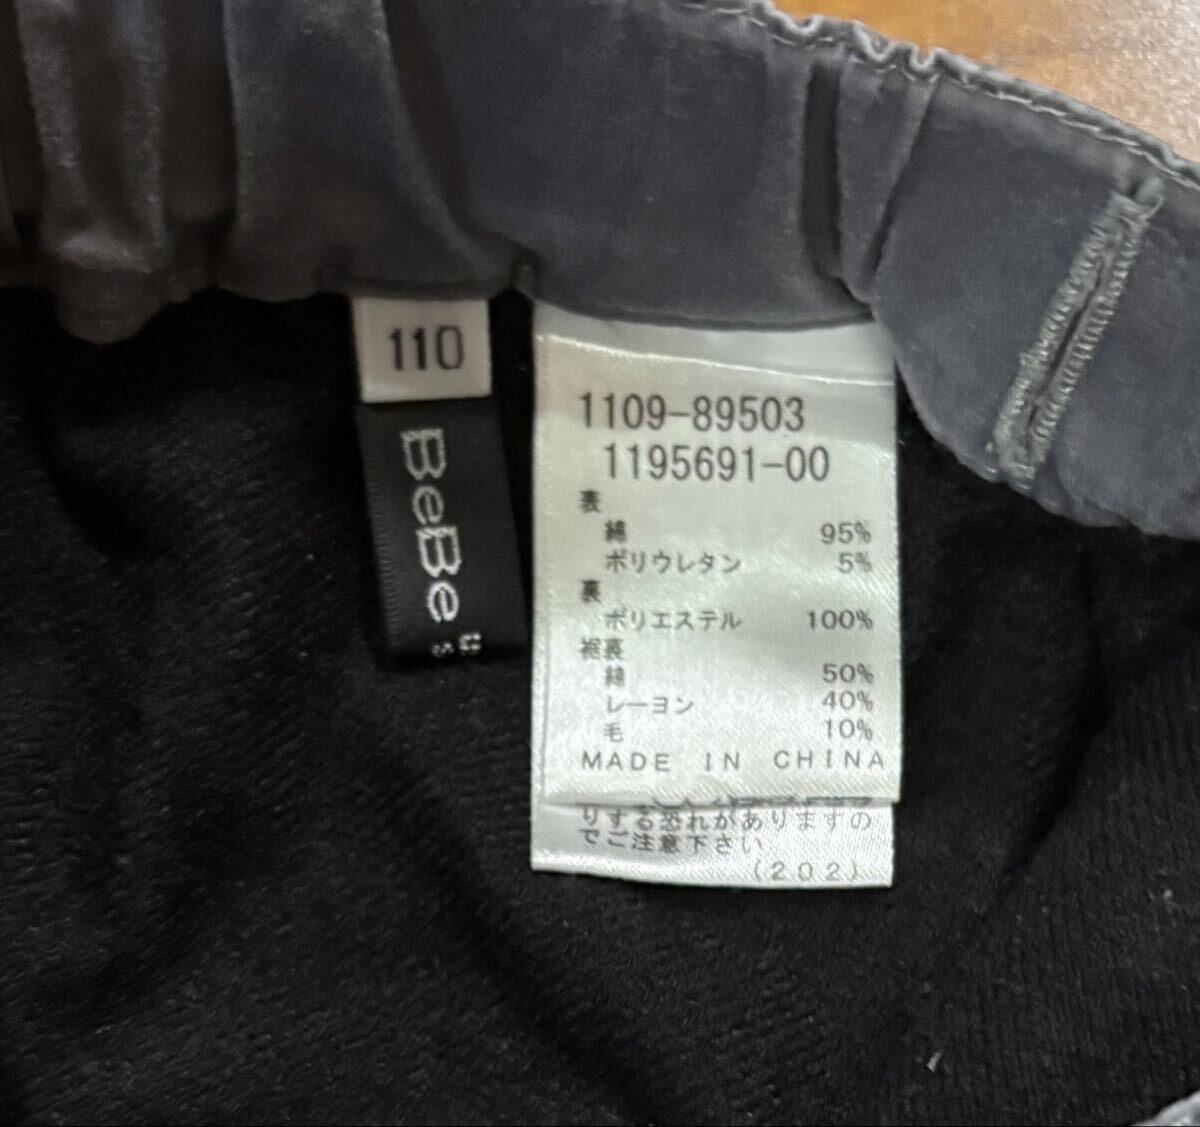 110
BeBe
1109-89503
1195691-00
表
綿 95%
ポリウレタン 5%
裏
ポリエステル 100%
裾裏
綿 50%
レーヨン 40%
毛 10%
MADE IN CHINA
りする恐れがありますの
でご注意下さい
(202)